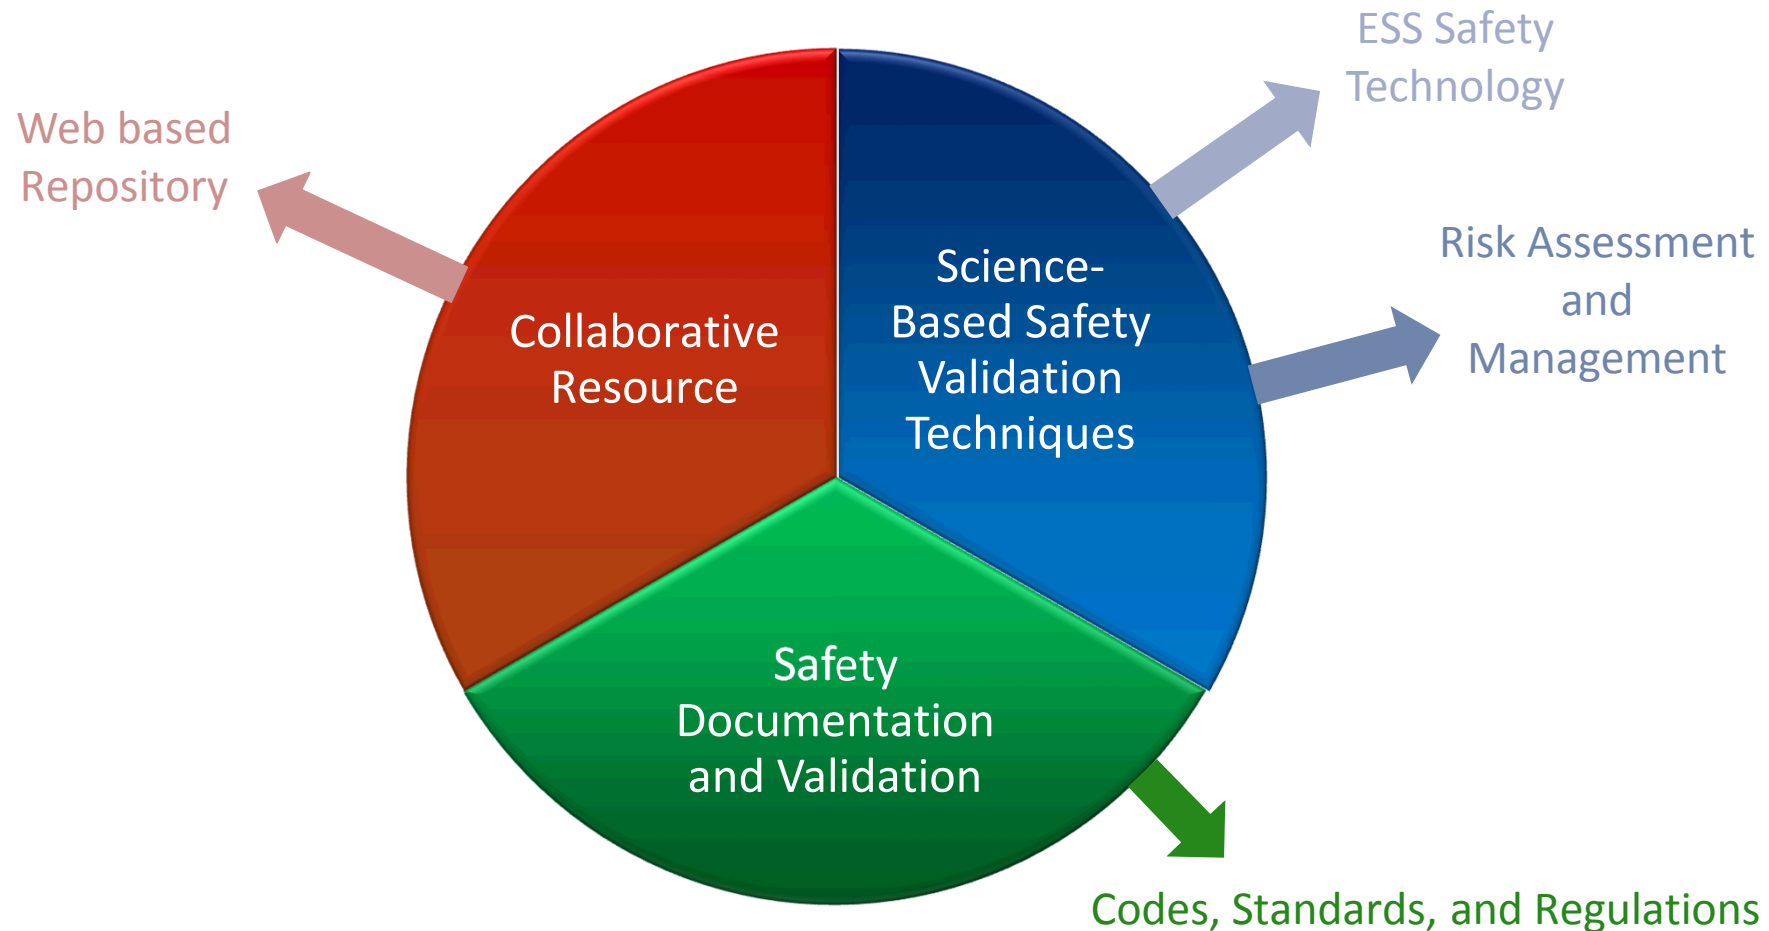 ESS Safety
Technology
Web based
Repository
Risk Assessment
and
Management
Science-
Based Safety
Validation
Techniques
Collaborative
Resource
Safety
Documentation
and Validation
Codes, Standards, and Regulations